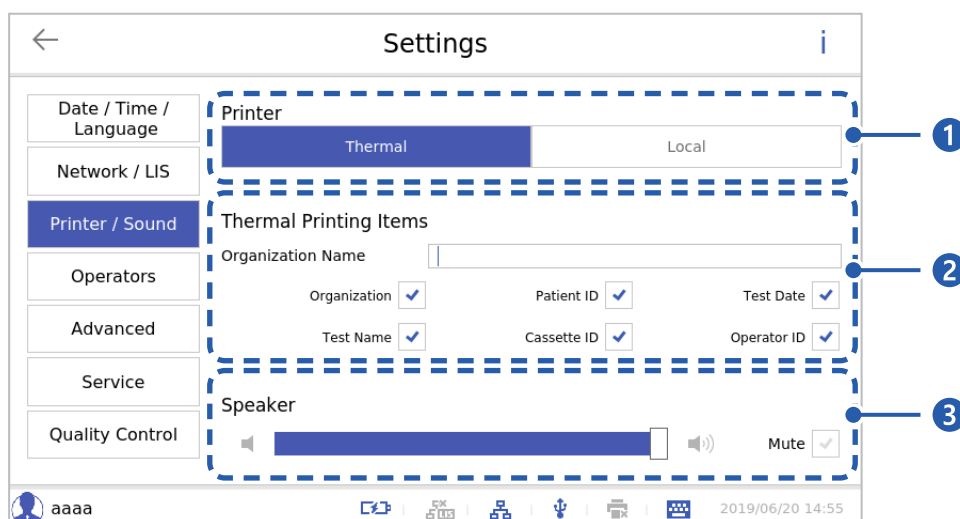 Settings
i
Date / Time /
Language
Network / LIS
Printer / Sound
Operators
Advanced
Service
Quality Control
Printer
Thermal
Local
1
Thermal Printing Items
Organization Name
Organization
Patient ID
Test Date
Test Name
Cassette ID
Operator ID
2
Speaker
Mute
3
aaaa
LIS
2019/06/20 14:55